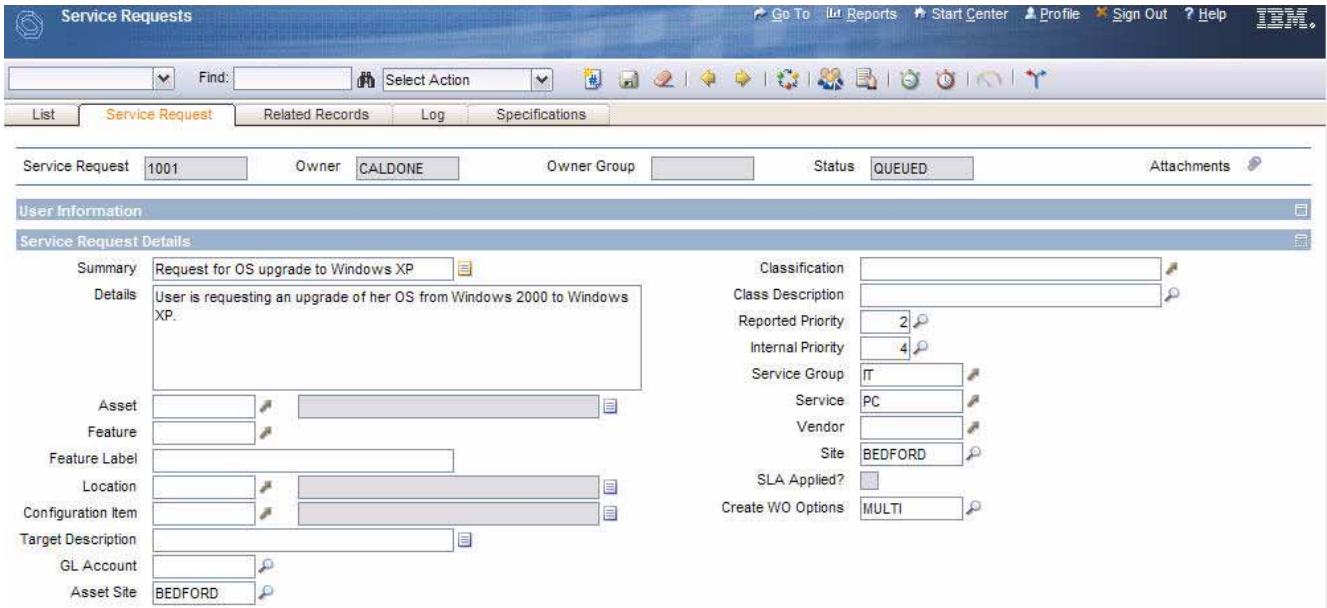 Service Requests
Go To Reports Start Center Profile Sign Out ? Help
IBM.
Find: Select Action
List Service Request Related Records Log Specifications
Service Request 1001 Owner CALDONE Owner Group Status QUEUED Attachments
User Information
Service Request Details
Summary Request for OS upgrade to Windows XP
Details User is requesting an upgrade of her OS from Windows 2000 to Windows
XP.
Asset
Feature
Feature Label
Location
Configuration Item
Target Description
GL Account
Asset Site BEDFORD
Classification
Class Description
Reported Priority 2
Internal Priority 4
Service Group IT
Service PC
Vendor
Site BEDFORD
SLA Applied?
Create WO Options MULTI